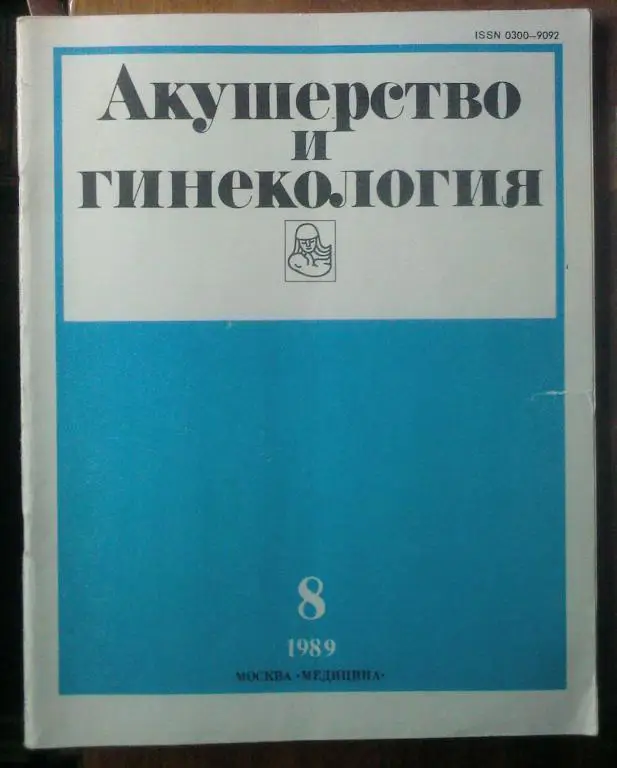 ISSN 0300—9092
Акушерство
и
гинекология
8
1989
МОСКВА «МЕДИЦИНА»